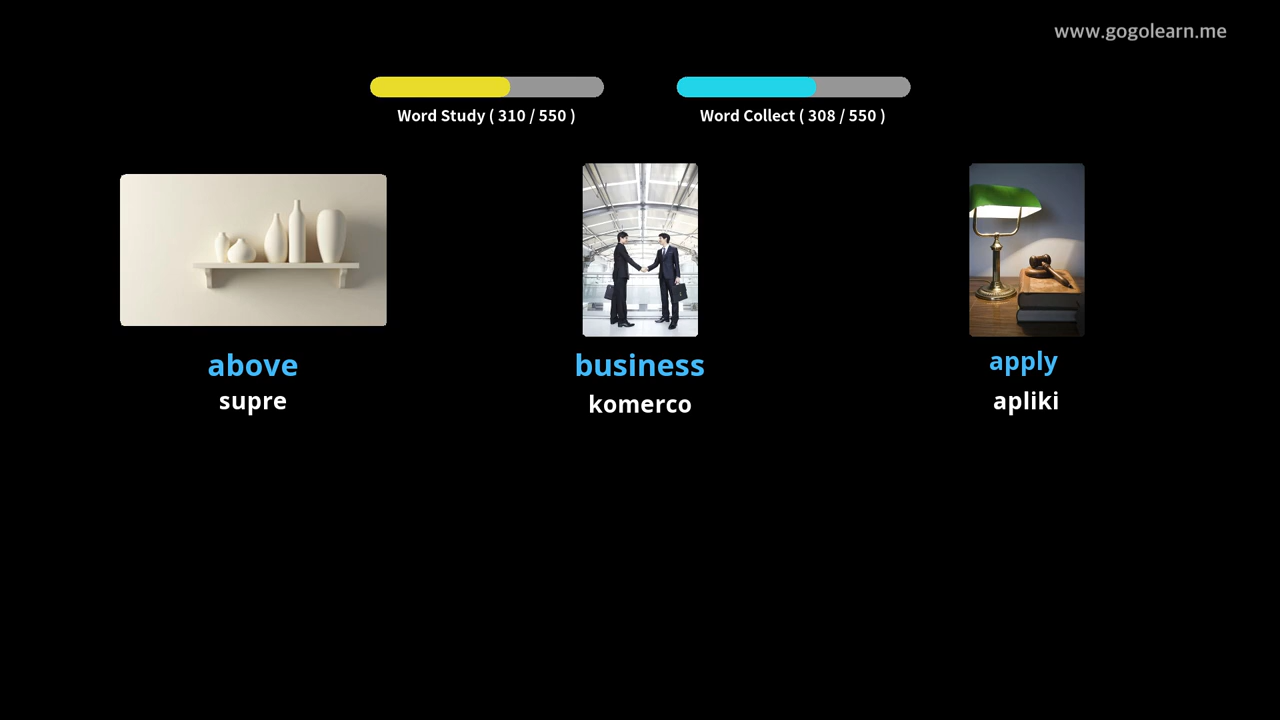 www.gogolearn.me
Word Study ( 310 / 550 )
Word Collect ( 308 / 550 )
above
supre
business
komerco
apply
apliki